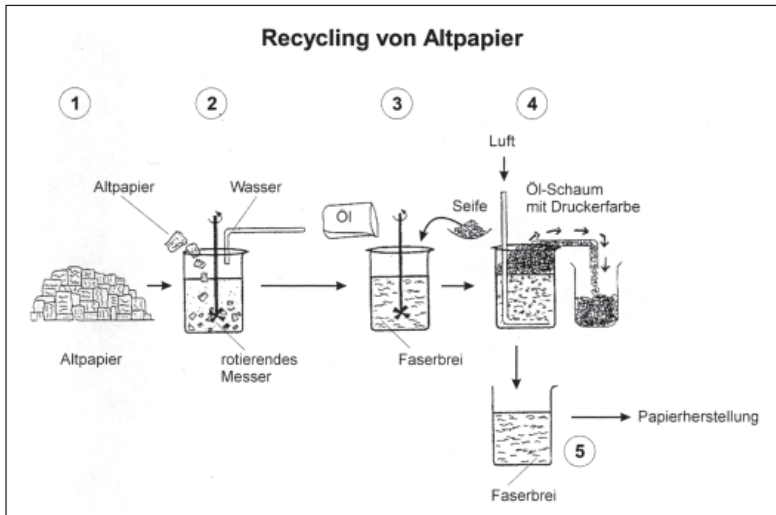 Recycling von Altpapier
1
2
3
4
Luft
Altpapier
Wasser
Öl
Seife
Öl-Schaum
mit Druckerfarbe
Altpapier
rotierendes
Messer
Faserbrei
Papierherstellung
5
Faserbrei